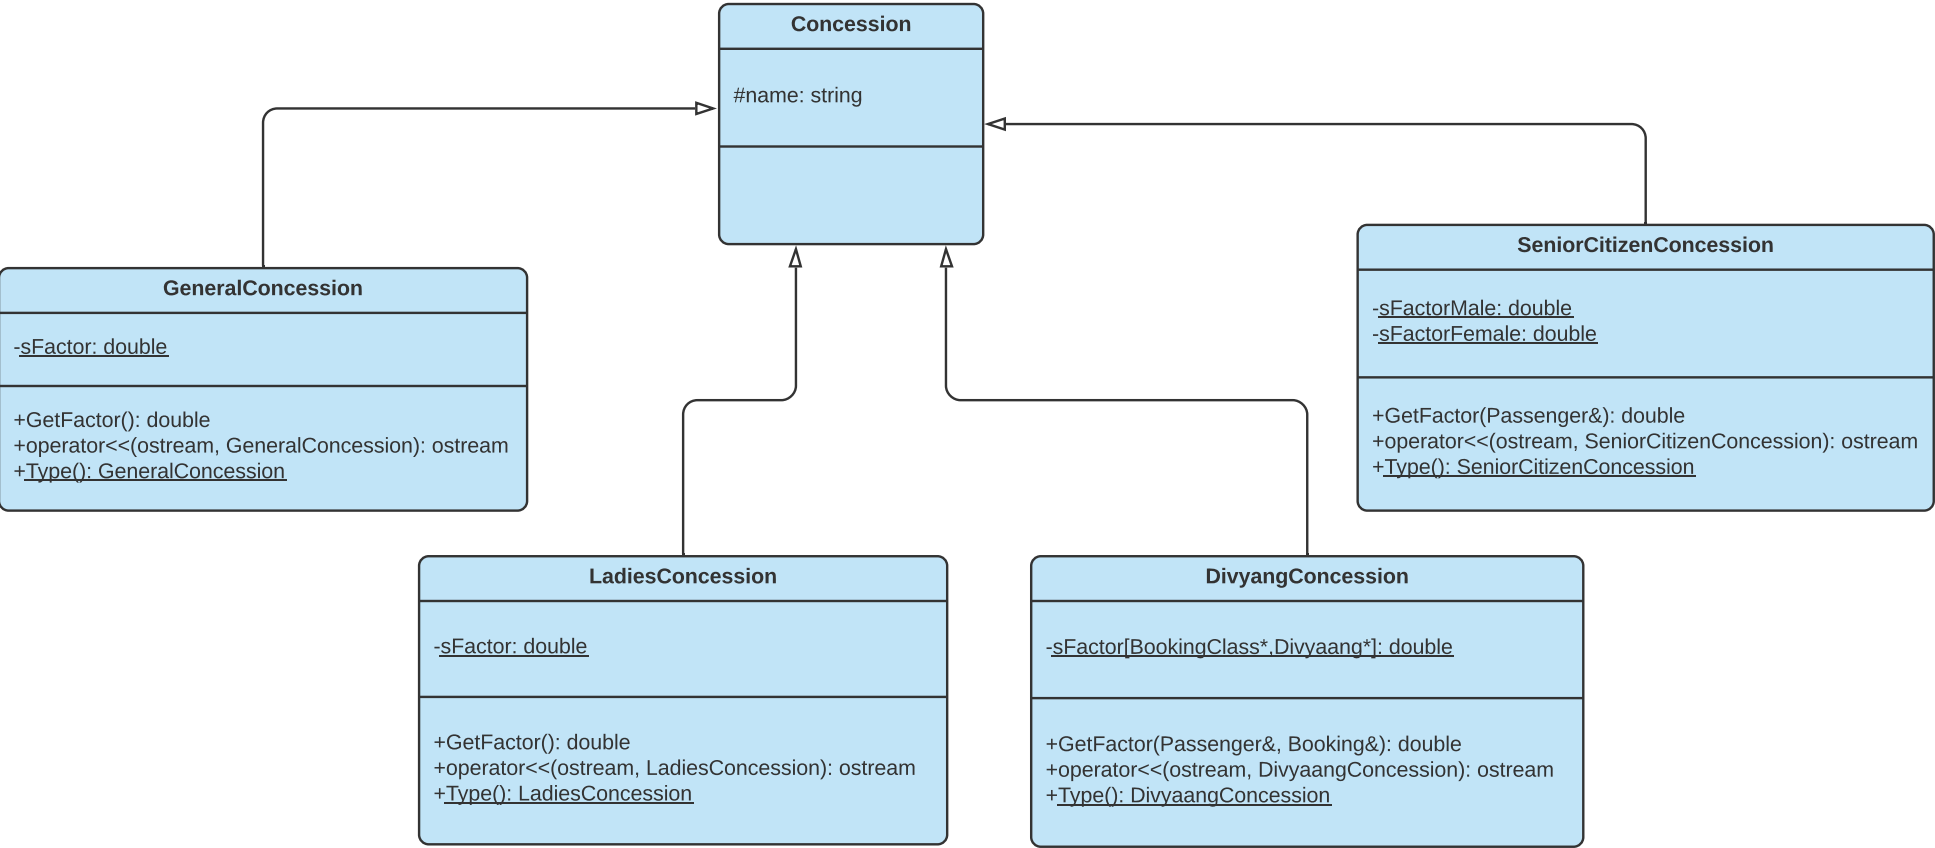 Concession
#name: string
GeneralConcession
-sFactor: double
+GetFactor(): double
+operator<<(ostream, GeneralConcession): ostream
+Type(): GeneralConcession
SeniorCitizenConcession
-sFactorMale: double
-sFactorFemale: double
+GetFactor(Passenger&): double
+operator<<(ostream, SeniorCitizenConcession): ostream
+Type(): SeniorCitizenConcession
LadiesConcession
-sFactor: double
+GetFactor(): double
+operator<<(ostream, LadiesConcession): ostream
+Type(): LadiesConcession
DivyangConcession
-sFactor[BookingClass*,Divyaang*]: double
+GetFactor(Passenger&, Booking&): double
+operator<<(ostream, DivyaangConcession): ostream
+Type(): DivyaangConcession